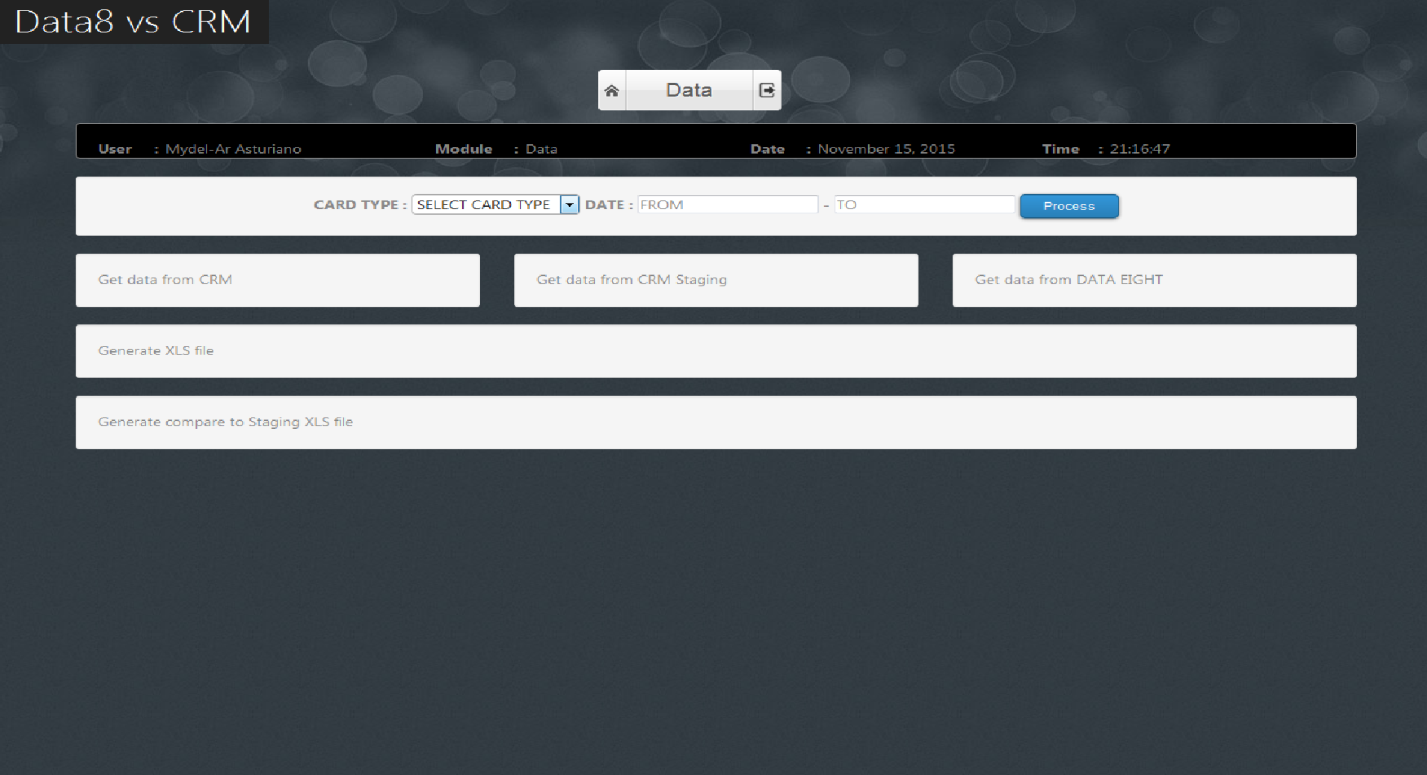 Data8 vs CRM
Data
User : Mydel-Ar Asturiano Module : Data Date : November 15, 2015 Time : 21:16:47
CARD TYPE : SELECT CARD TYPE DATE : FROM - TO Process
Get data from CRM Get data from CRM Staging Get data from DATA EIGHT
Generate XLS file
Generate compare to Staging XLS file